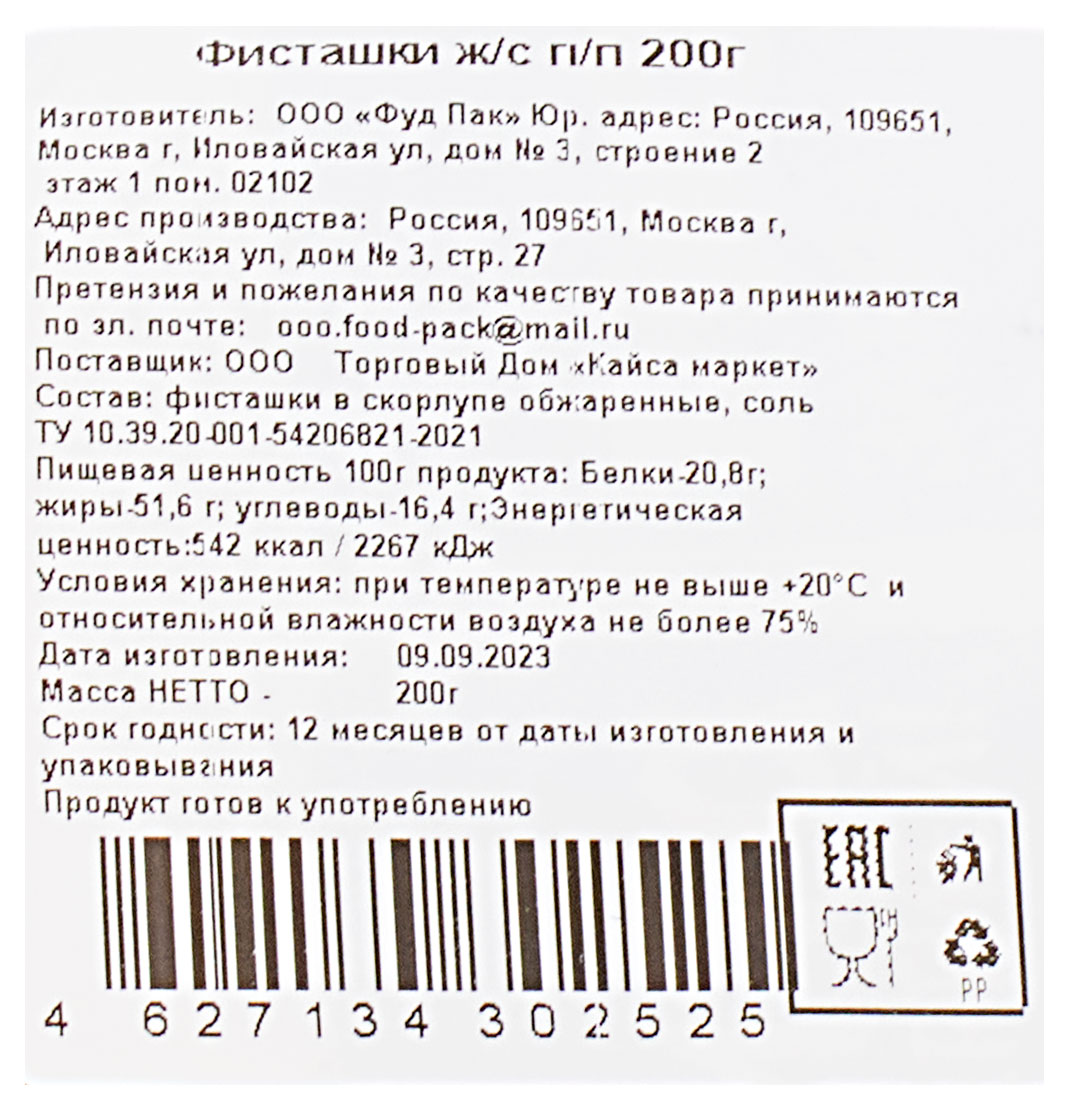 Фисташки ж/с п/п 200г
Изготовитель: ООО «Фуд Пак» Юр. адрес: Россия, 109651,
Москва г, Иловайская ул, дом № 3, строение 2
этаж 1 пом. 02102
Адрес производства: Россия, 109651, Москва г,
Иловайская ул, дом № 3, стр. 27
Претензия и пожелания по качеству товара принимаются
по эл. почте: ooo.food-pack@mail.ru
Поставщик: ООО Торговый Дом «Кайса маркет»
Состав: фисташки в скорлупе обжаренные, соль
ТУ 10.39.20-001-54206821-2021
Пищевая ценность 100г продукта: Белки-20,8г;
жиры-51,6 г; углеводы-16,4 г;Энергетическая
ценность:542 ккал / 2267 кДж
Условия хранения: при температуре не выше +20°С и
относительной влажности воздуха не более 75%
Дата изготовления: 09.09.2023
Масса НЕТТО - 200г
Срок годности: 12 месяцев от даты изготовления и
упаковывания
Продукт готов к употреблению
EAC
PP
4 627134 302525